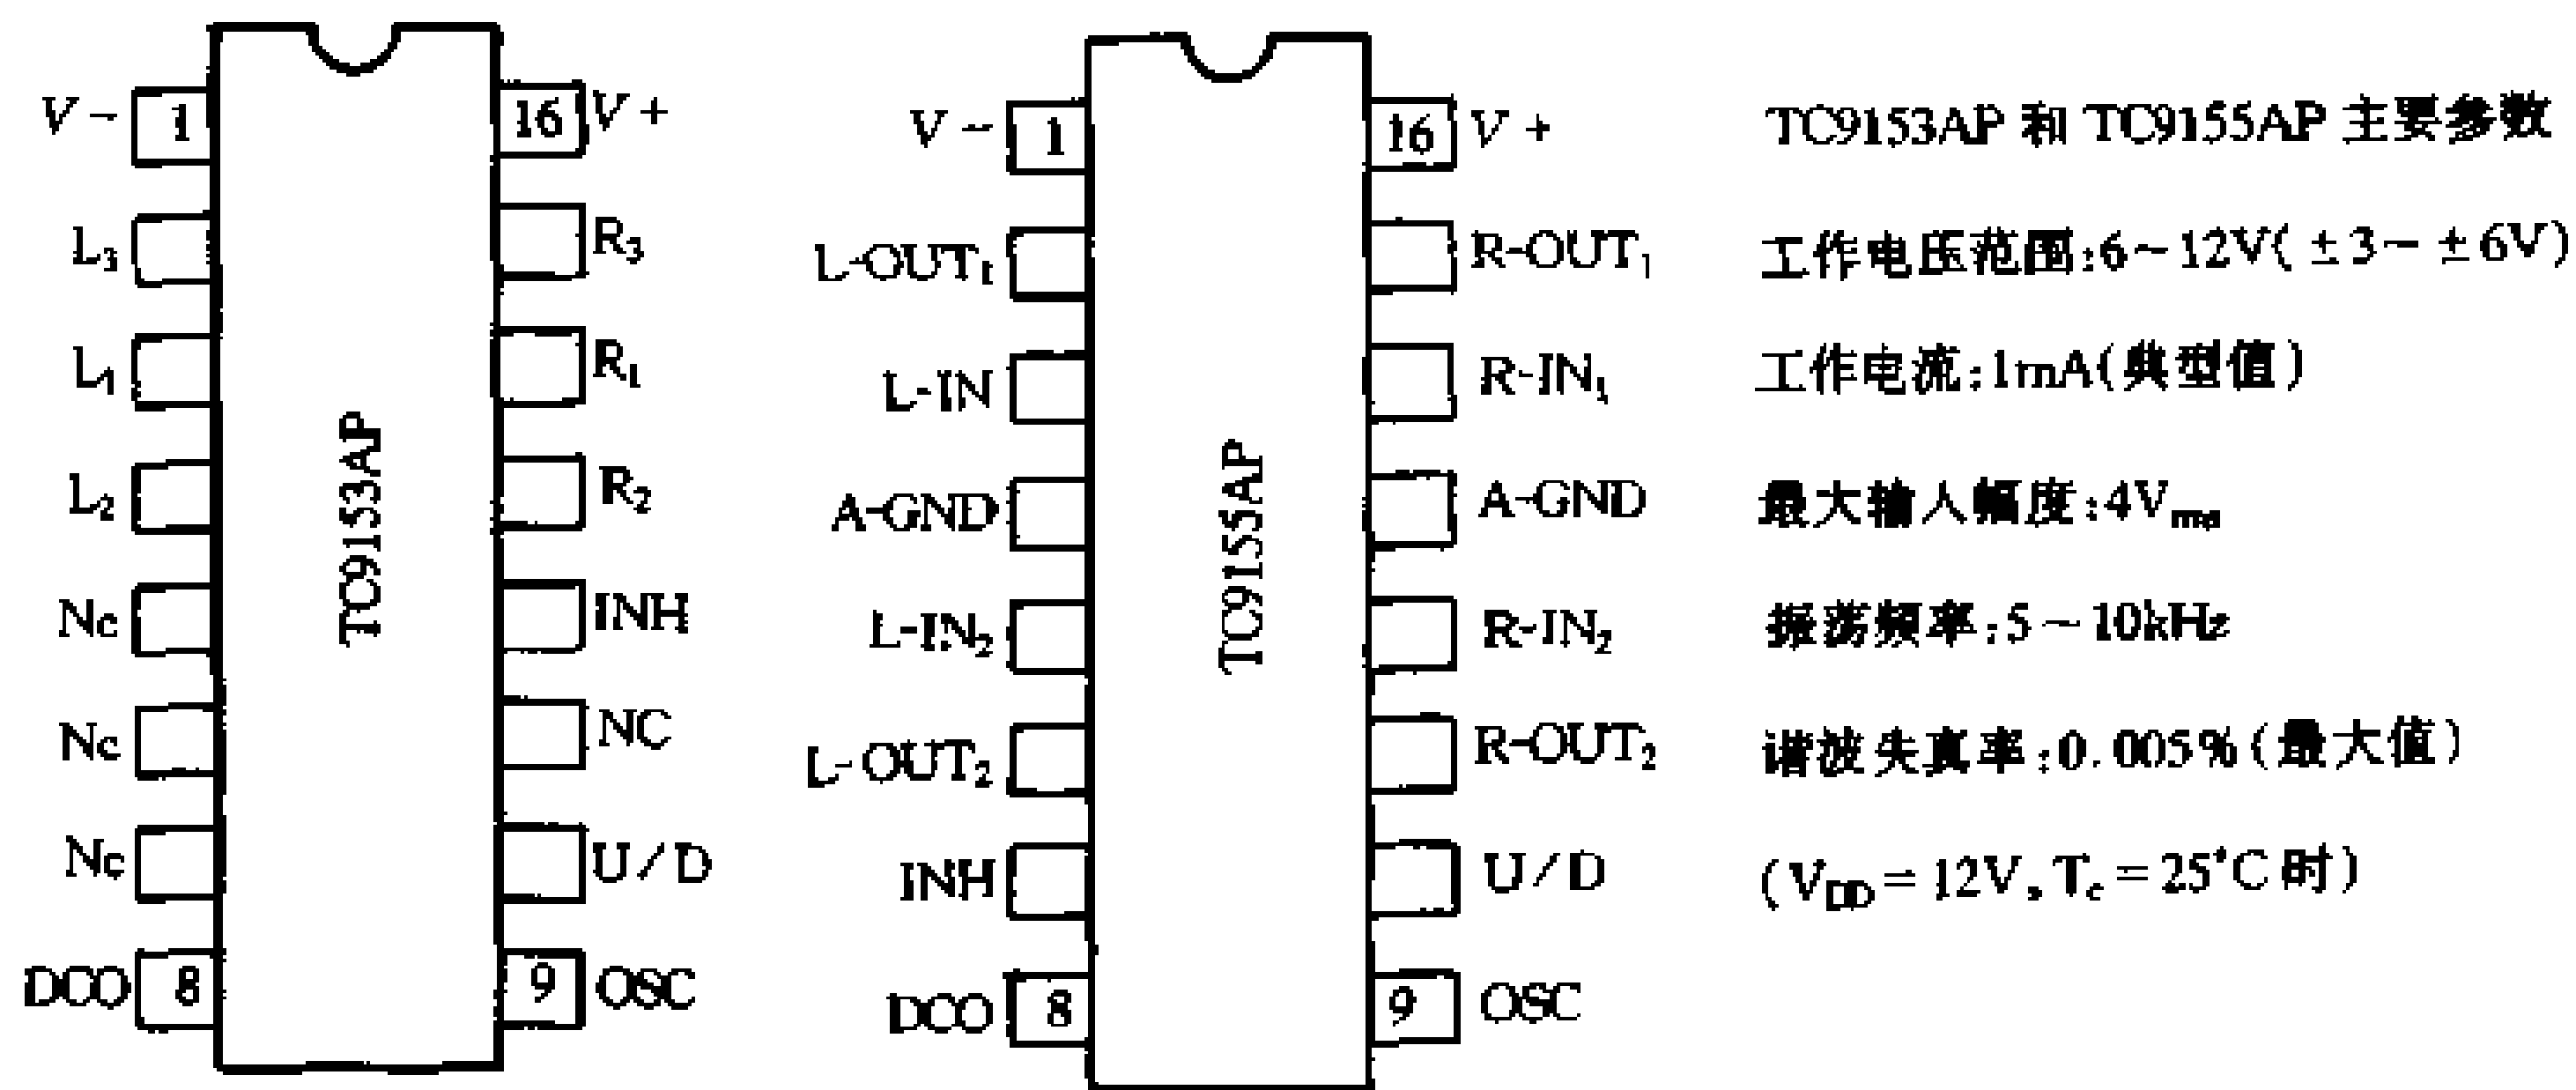 V- 1 16 V+
L₃ R₃
L₁ R₁
L₂ R₂
Nc INH
Nc NC
Nc U/D
DCO 8 9 OSC
TC9153AP
V- 1 16 V+
L-OUT₁ R-OUT₁
L-IN R-IN₁
A-GND A-GND
L-IN₂ R-IN₂
L-OUT₂ R-OUT₂
INH U/D
DCO 8 9 OSC
TC9155AP
TC9153AP 和 TC9155AP 主要参数
工作电压范围:6~12V(±3~±6V)
工作电流:1mA(典型值)
最大输入幅度:4Vrms
振荡频率:5~10kHz
谐波失真率:0.005%(最大值)
(V_DD=12V,T_c=25°C时)